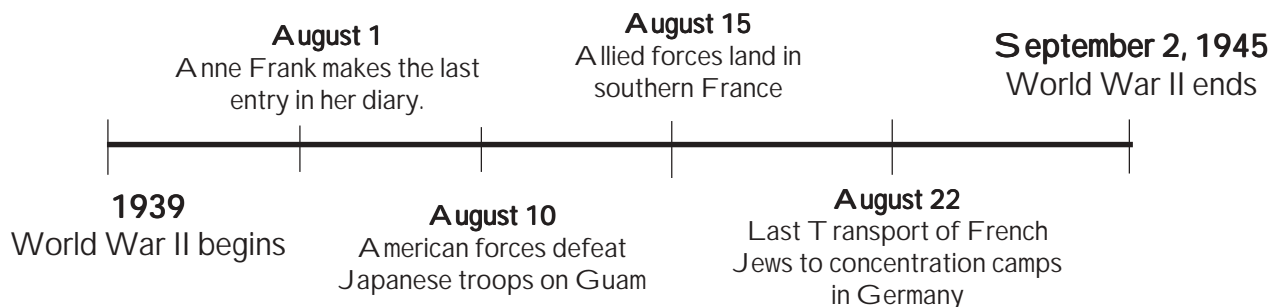 August 1
Anne Frank makes the last
entry in her diary.
August 15
Allied forces land in
southern France
September 2, 1945
World War II ends
1939
World War II begins
August 10
American forces defeat
Japanese troops on Guam
August 22
Last Transport of French
Jews to concentration camps
in Germany